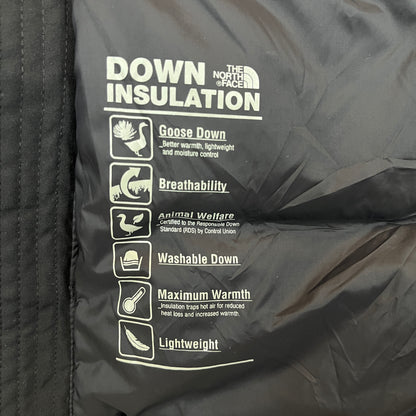 DOWN
INSULATION
THE
NORTH
FACE
Goose Down
Better warmth, lightweight
and moisture control
Breathability
Animal Welfare
Certified to the Responsible Down
Standard (RDS) by Control Union
Washable Down
Maximum Warmth
Insulation traps hot air for reduced
heat loss and increased warmth.
Lightweight